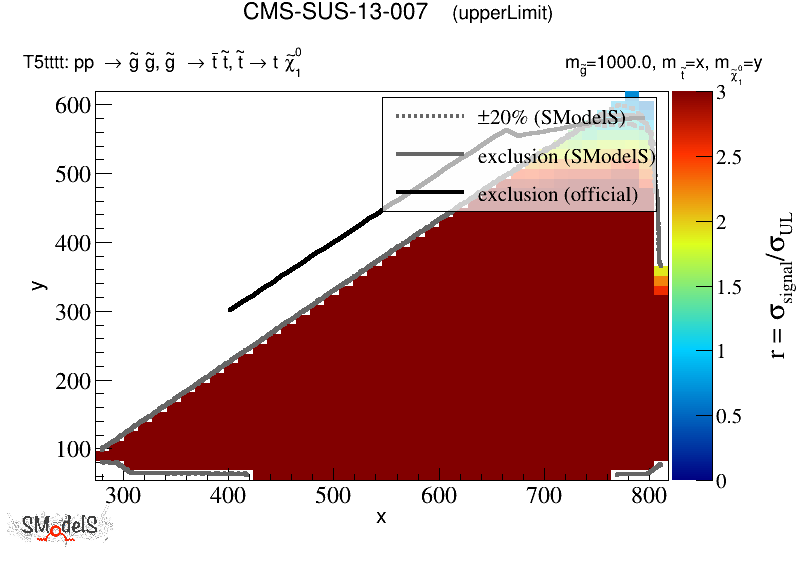 CMS-SUS-13-007 (upperLimit)
T5tttt: pp → g̃ g̃, g̃ → t̄ t̃, t̃ → t χ̃₁⁰
m_g̃=1000.0, m_t̃=x, m_χ̃₁⁰=y
±20% (SModelS)
exclusion (SModelS)
exclusion (official)
600
500
400
300
200
100
y
300 400 500 600 700 800
x
3
2.5
2
1.5
1
0.5
0
r = σ_signal/σ_UL
SModelS